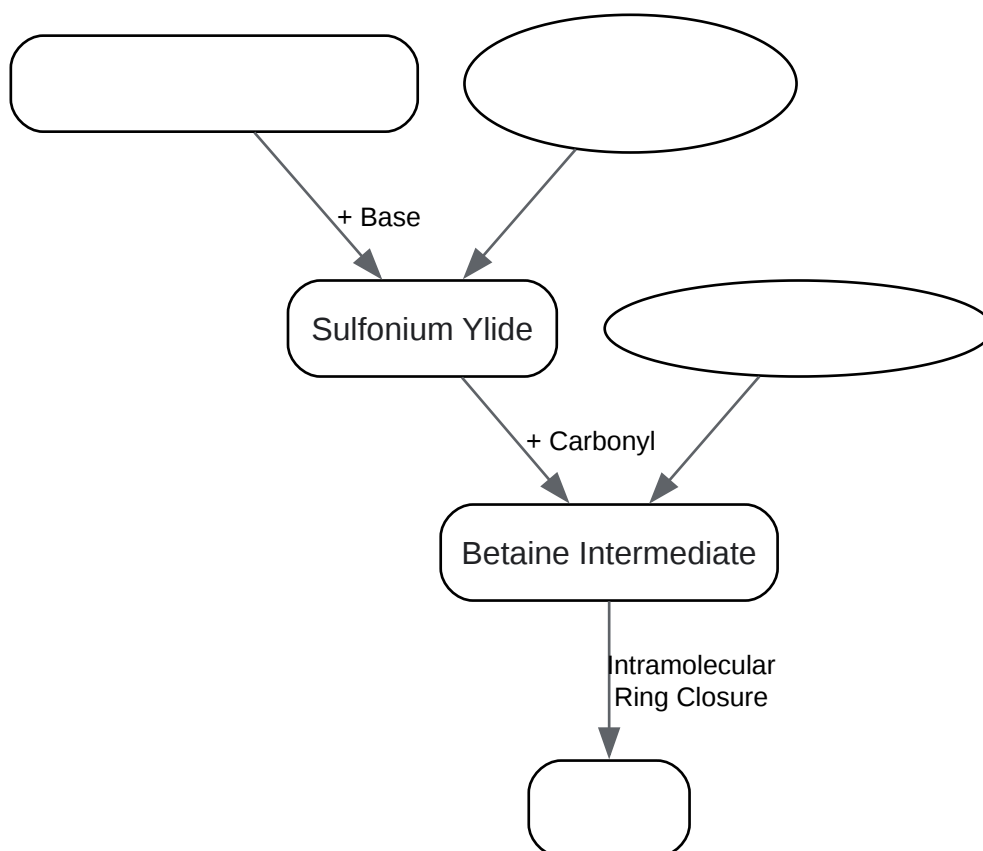 + Base
Sulfonium Ylide
+ Carbonyl
Betaine Intermediate
Intramolecular
Ring Closure